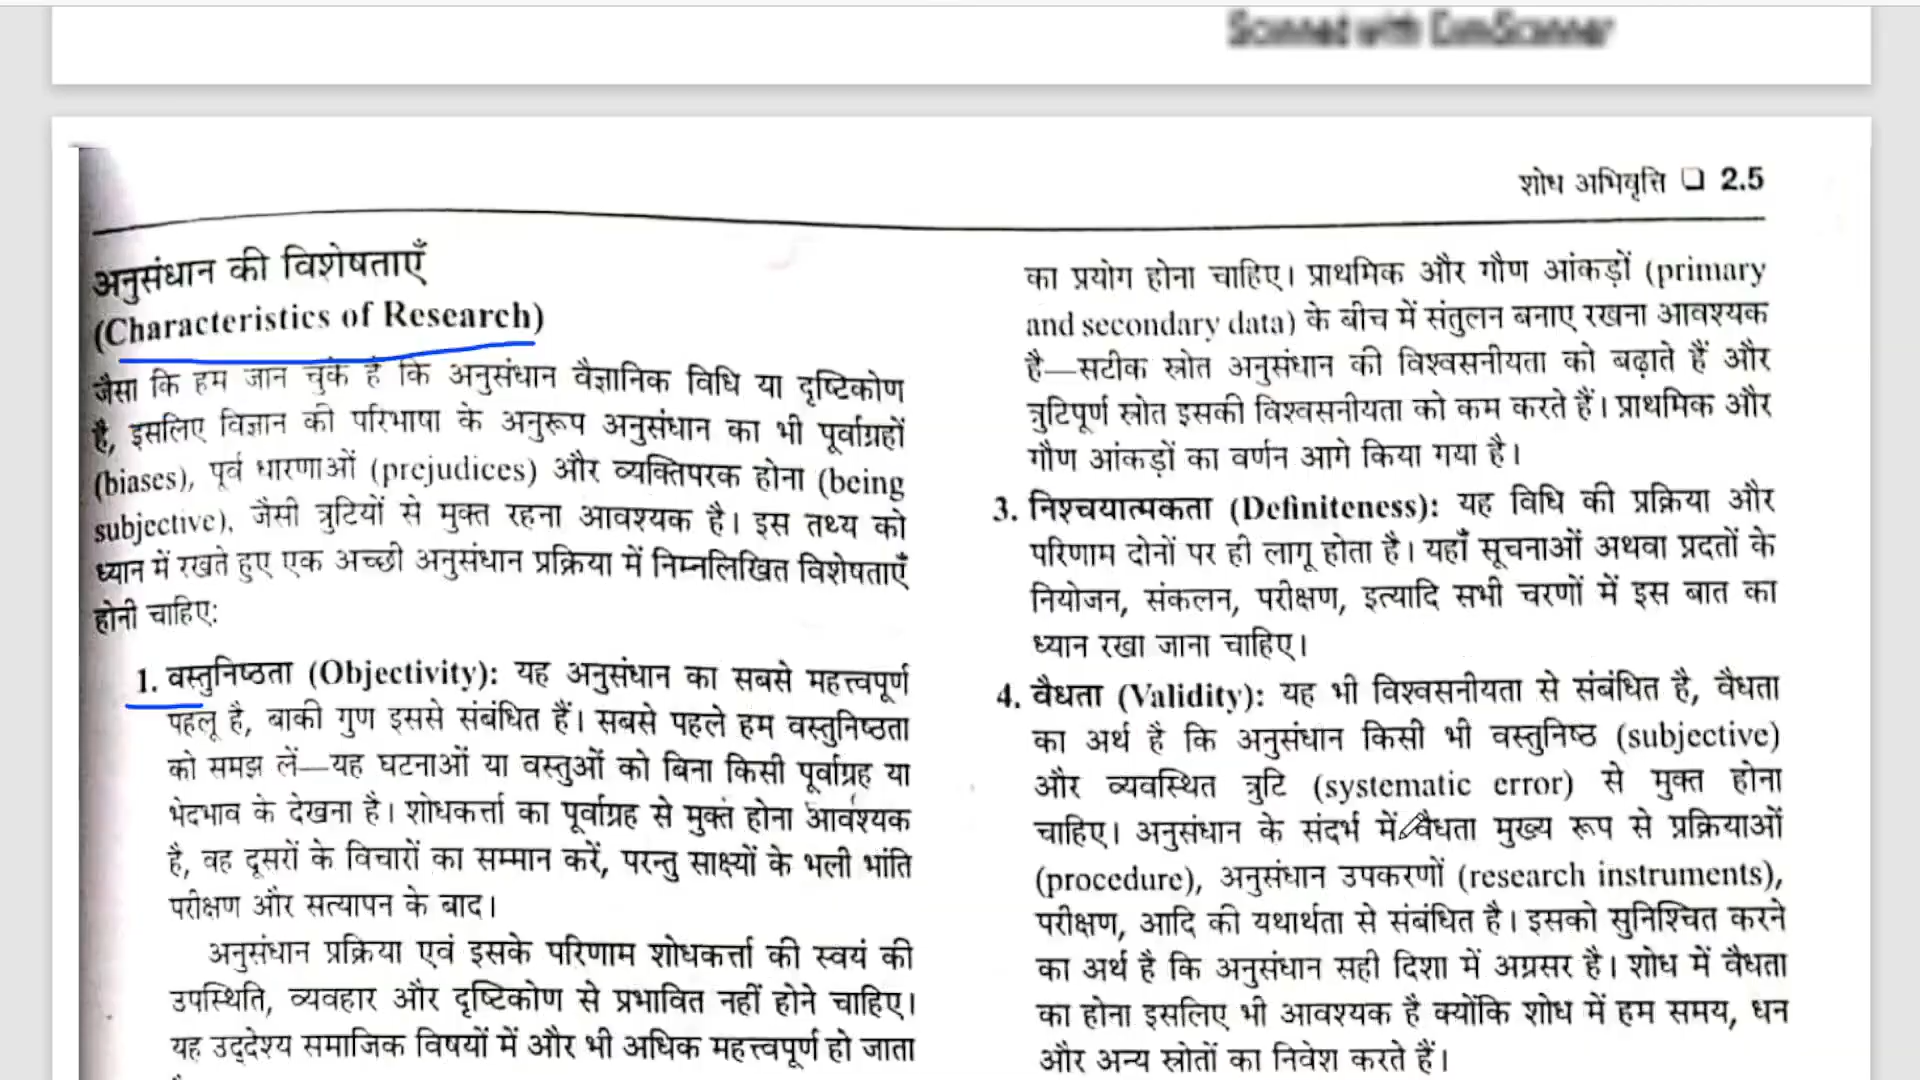 Scanned with CamScanner
शोध अभिवृत्ति ❑ 2.5
अनुसंधान की विशेषताएँ
(Characteristics of Research)
जैसा कि हम जान चुके हैं कि अनुसंधान वैज्ञानिक विधि या दृष्टिकोण
है, इसलिए विज्ञान की परिभाषा के अनुरूप अनुसंधान का भी पूर्वाग्रहों
(biases), पूर्व धारणाओं (prejudices) और व्यक्तिपरक होना (being
subjective), जैसी त्रुटियों से मुक्त रहना आवश्यक है। इस तथ्य को
ध्यान में रखते हुए एक अच्छी अनुसंधान प्रक्रिया में निम्नलिखित विशेषताएँ
होनी चाहिए:
1. वस्तुनिष्ठता (Objectivity): यह अनुसंधान का सबसे महत्त्वपूर्ण
पहलू है, बाकी गुण इससे संबंधित हैं। सबसे पहले हम वस्तुनिष्ठता
को समझ लें—यह घटनाओं या वस्तुओं को बिना किसी पूर्वाग्रह या
भेदभाव के देखना है। शोधकर्त्ता का पूर्वाग्रह से मुक्त होना आवश्यक
है, वह दूसरों के विचारों का सम्मान करें, परन्तु साक्ष्यों के भली भांति
परीक्षण और सत्यापन के बाद।
अनुसंधान प्रक्रिया एवं इसके परिणाम शोधकर्त्ता की स्वयं की
उपस्थिति, व्यवहार और दृष्टिकोण से प्रभावित नहीं होने चाहिए।
यह उद्देश्य समाजिक विषयों में और भी अधिक महत्त्वपूर्ण हो जाता
का प्रयोग होना चाहिए। प्राथमिक और गौण आंकड़ों (primary
and secondary data) के बीच में संतुलन बनाए रखना आवश्यक
है—सटीक स्रोत अनुसंधान की विश्वसनीयता को बढ़ाते हैं और
त्रुटिपूर्ण स्रोत इसकी विश्वसनीयता को कम करते हैं। प्राथमिक और
गौण आंकड़ों का वर्णन आगे किया गया है।
3. निश्चयात्मकता (Definiteness): यह विधि की प्रक्रिया और
परिणाम दोनों पर ही लागू होता है। यहाँ सूचनाओं अथवा प्रदतों के
नियोजन, संकलन, परीक्षण, इत्यादि सभी चरणों में इस बात का
ध्यान रखा जाना चाहिए।
4. वैधता (Validity): यह भी विश्वसनीयता से संबंधित है, वैधता
का अर्थ है कि अनुसंधान किसी भी वस्तुनिष्ठ (subjective)
और व्यवस्थित त्रुटि (systematic error) से मुक्त होना
चाहिए। अनुसंधान के संदर्भ में वैधता मुख्य रूप से प्रक्रियाओं
(procedure), अनुसंधान उपकरणों (research instruments),
परीक्षण, आदि की यथार्थता से संबंधित है। इसको सुनिश्चित करने
का अर्थ है कि अनुसंधान सही दिशा में अग्रसर है। शोध में वैधता
का होना इसलिए भी आवश्यक है क्योंकि शोध में हम समय, धन
और अन्य स्रोतों का निवेश करते हैं।